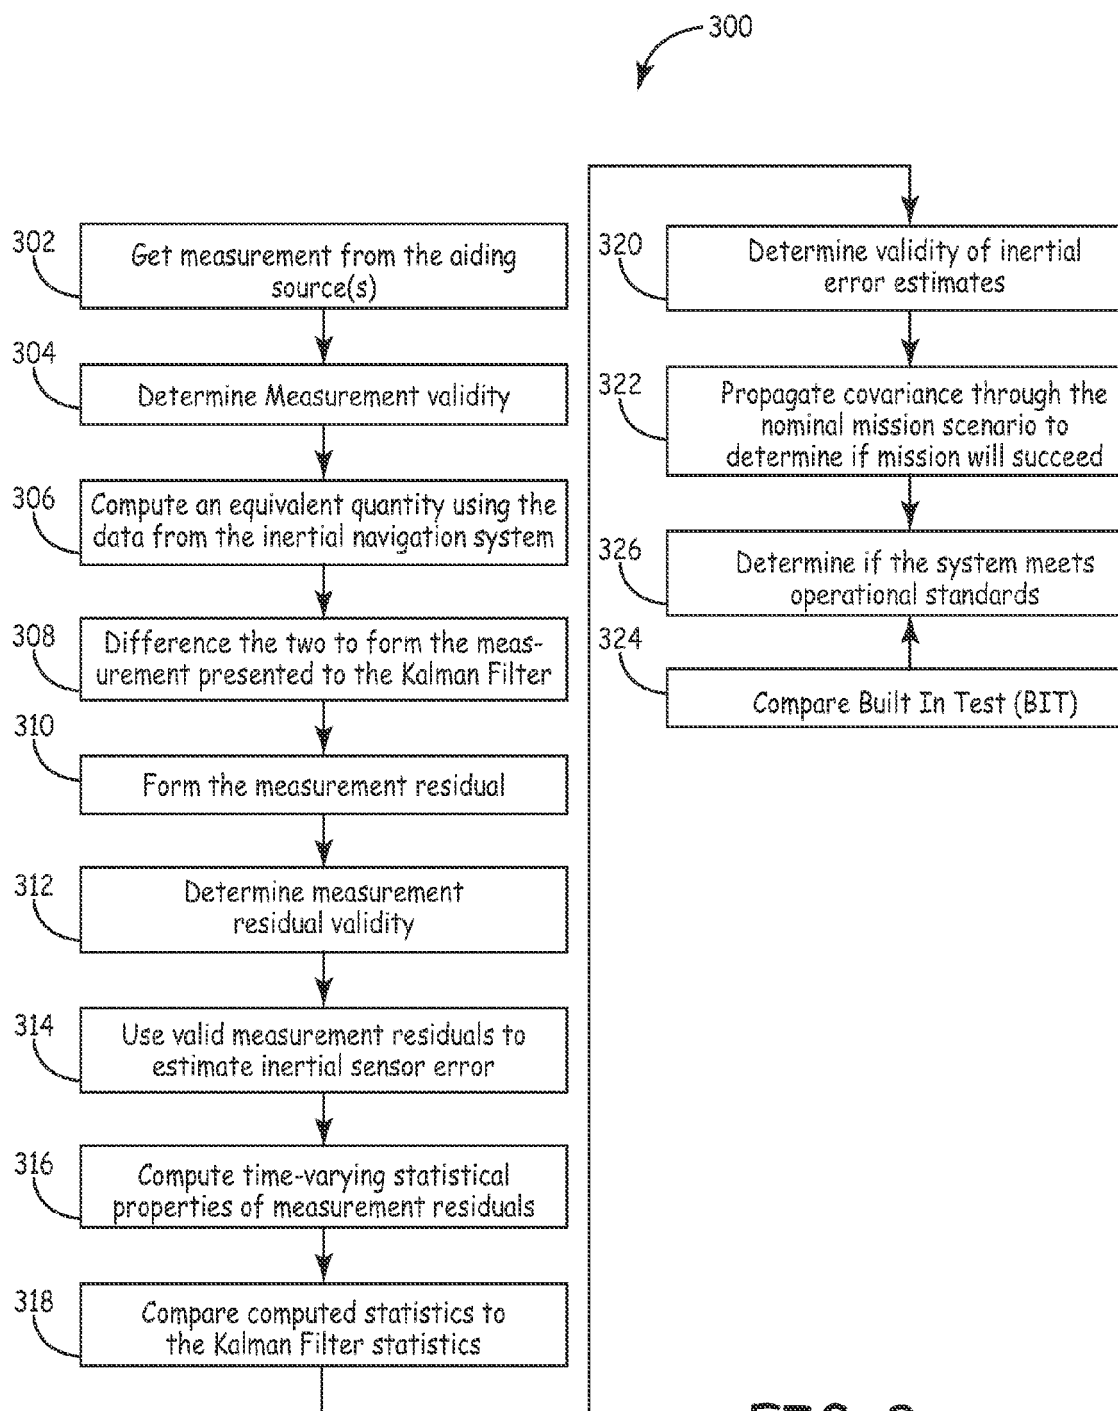 300
302
Get measurement from the aiding
source(s)
304
Determine Measurement validity
306
Compute an equivalent quantity using the
data from the inertial navigation system
308
Difference the two to form the meas-
urement presented to the Kalman Filter
310
Form the measurement residual
312
Determine measurement
residual validity
314
Use valid measurement residuals to
estimate inertial sensor error
316
Compute time-varying statistical
properties of measurement residuals
318
Compare computed statistics to
the Kalman Filter statistics
320
Determine validity of inertial
error estimates
322
Propagate covariance through the
nominal mission scenario to
determine if mission will succeed
326
Determine if the system meets
operational standards
324
Compare Built In Test (BIT)